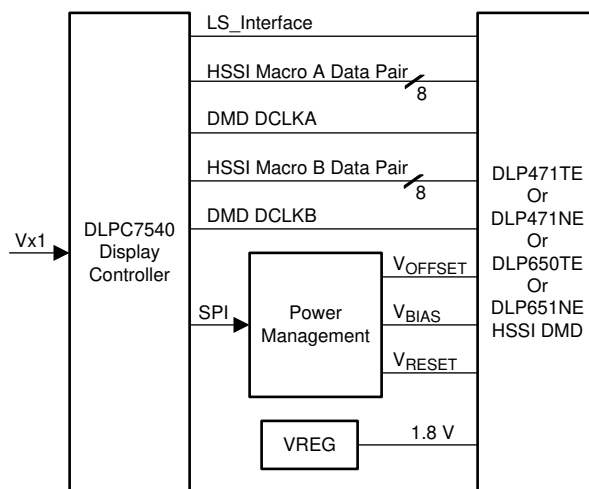 LS_Interface
HSSI Macro A Data Pair
8
DMD DCLKA
HSSI Macro B Data Pair
8
DMD DCLKB
Vx1
DLPC7540
Display
Controller
SPI
Power
Management
VOFFSET
VBIAS
VRESET
VREG
1.8 V
DLP471TE
Or
DLP471NE
Or
DLP650TE
Or
DLP651NE
HSSI DMD